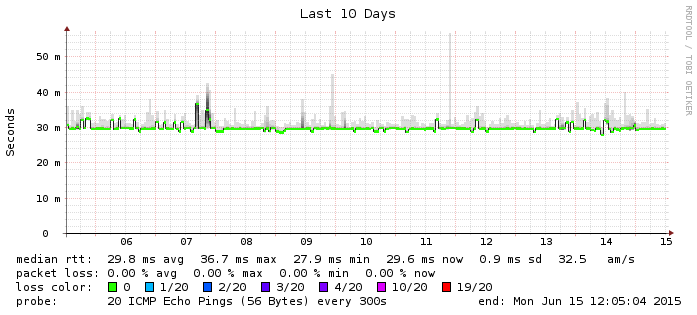 Last 10 Days
RRDTOOL / TOBI OETIKER
Seconds
50 m
40 m
30 m
20 m
10 m
0
06 07 08 09 10 11 12 13 14 15
median rtt: 29.8 ms avg 36.7 ms max 27.9 ms min 29.6 ms now 0.9 ms sd 32.5 am/s
packet loss: 0.00 % avg 0.00 % max 0.00 % min 0.00 % now
loss color: 0 1/20 2/20 3/20 4/20 10/20 19/20
probe: 20 ICMP Echo Pings (56 Bytes) every 300s end: Mon Jun 15 12:05:04 2015